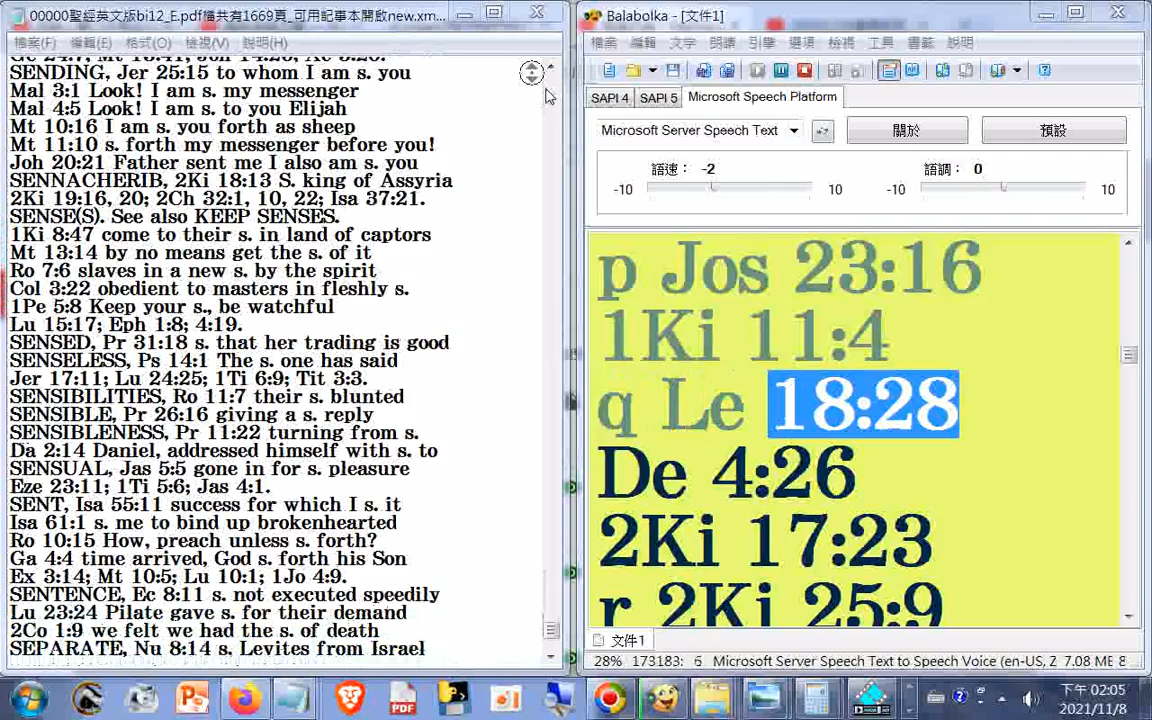 00000聖經英文版bi12_E.pdf檔共有1669頁_可用記事本開啟new.xm...
檔案(F) 編輯(E) 格式(O) 檢視(V) 說明(H)
SENDING, Jer 25:15 to whom I am s. you
Mal 3:1 Look! I am s. my messenger
Mal 4:5 Look! I am s. to you Elijah
Mt 10:16 I am s. you forth as sheep
Mt 11:10 s. forth my messenger before you!
Joh 20:21 Father sent me I also am s. you
SENNACHERIB, 2Ki 18:13 S. king of Assyria
2Ki 19:16, 20; 2Ch 32:1, 10, 22; Isa 37:21.
SENSE(S). See also KEEP SENSES.
1Ki 8:47 come to their s. in land of captors
Mt 13:14 by no means get the s. of it
Ro 7:6 slaves in a new s. by the spirit
Col 3:22 obedient to masters in fleshly s.
1Pe 5:8 Keep your s., be watchful
Lu 15:17; Eph 1:8; 4:19.
SENSED, Pr 31:18 s. that her trading is good
SENSELESS, Ps 14:1 The s. one has said
Jer 17:11; Lu 24:25; 1Ti 6:9; Tit 3:3.
SENSIBILITIES, Ro 11:7 their s. blunted
SENSIBLE, Pr 26:16 giving a s. reply
SENSIBLENESS, Pr 11:22 turning from s.
Da 2:14 Daniel, addressed himself with s. to
SENSUAL, Jas 5:5 gone in for s. pleasure
Eze 23:11; 1Ti 5:6; Jas 4:1.
SENT, Isa 55:11 success for which I s. it
Isa 61:1 s. me to bind up brokenhearted
Ro 10:15 How, preach unless s. forth?
Ga 4:4 time arrived, God s. forth his Son
Ex 3:14; Mt 10:5; Lu 10:1; 1Jo 4:9.
SENTENCE, Ec 8:11 s. not executed speedily
Lu 23:24 Pilate gave s. for their demand
2Co 1:9 we felt we had the s. of death
SEPARATE, Nu 8:14 s. Levites from Israel
Balabolka - [文件1]
檔案 編輯 文字 朗讀 引擎 選項 檢視 工具 書籤 說明
SAPI 4 SAPI 5 Microsoft Speech Platform
Microsoft Server Speech Text 關於 預設
語速： -2 語調： 0
-10 10 -10 10
p Jos 23:16
1Ki 11:4
q Le 18:28
De 4:26
2Ki 17:23
r 2Ki 25:9
文件1
28% 173183: 6 Microsoft Server Speech Text to Speech Voice (en-US, Z 7.08 MB 8
PDF
下午 02:05
2021/11/8